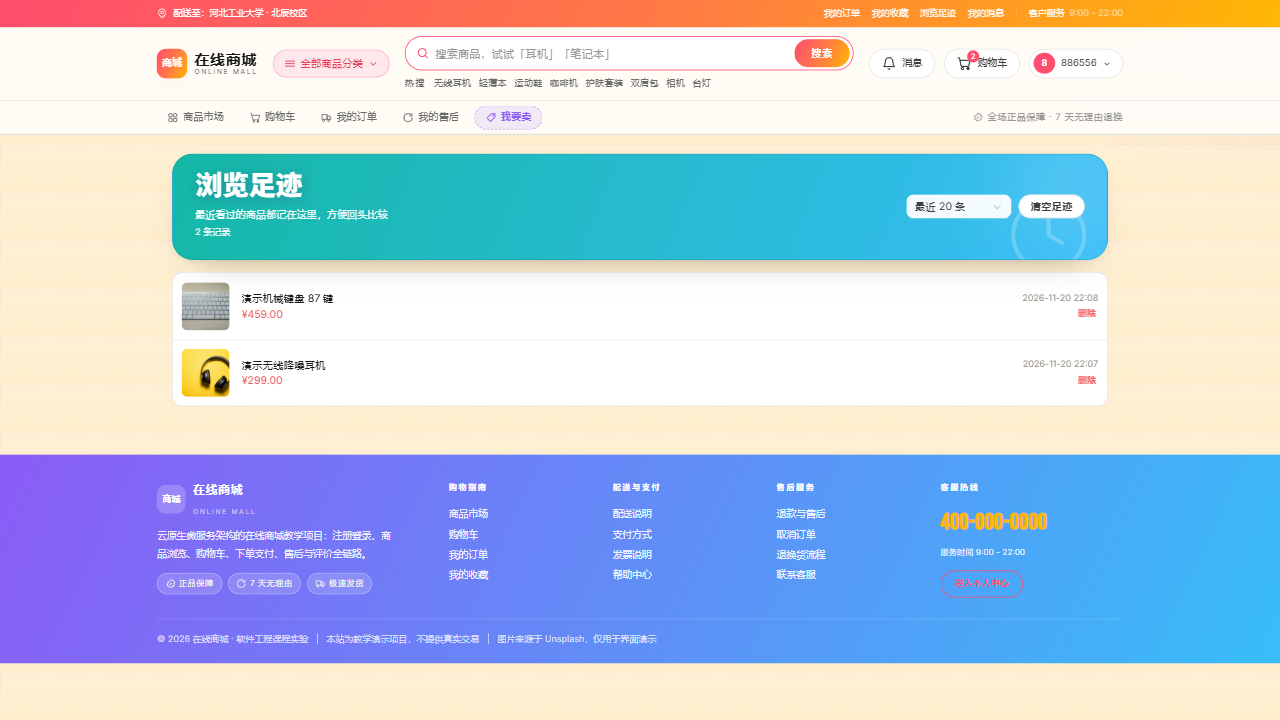 配送至：河北工业大学 · 北辰校区
我的订单 我的收藏 浏览足迹 我的消息 客户服务 9:00 - 22:00
商城 在线商城
ONLINE MALL
全部商品分类
搜索商品，试试「耳机」「笔记本」
搜索
消息
2
购物车
8 886556
热搜 无线耳机 轻薄本 运动鞋 咖啡机 护肤套装 双肩包 相机 台灯
商品市场 购物车 我的订单 我的售后 我要卖
全场正品保障 · 7 天无理由退换
浏览足迹
最近看过的商品都记在这里，方便回头比较
2 条记录
最近 20 条
清空足迹
演示机械键盘 87 键
¥459.00
2026-11-20 22:08
删除
演示无线降噪耳机
¥299.00
2026-11-20 22:07
删除
商城 在线商城
ONLINE MALL
云原生微服务架构的在线商城教学项目：注册登录、商
品浏览、购物车、下单支付、售后与评价全链路。
正品保障 7 天无理由 极速发货
购物指南
商品市场
购物车
我的订单
我的收藏
配送与支付
配送说明
支付方式
发票说明
帮助中心
售后服务
退款与售后
取消订单
退换货流程
联系客服
客服热线
400-000-0000
服务时间 9:00 - 22:00
进入个人中心
© 2026 在线商城 · 软件工程课程实验 本站为教学演示项目，不提供真实交易 图片来源于 Unsplash，仅用于界面演示